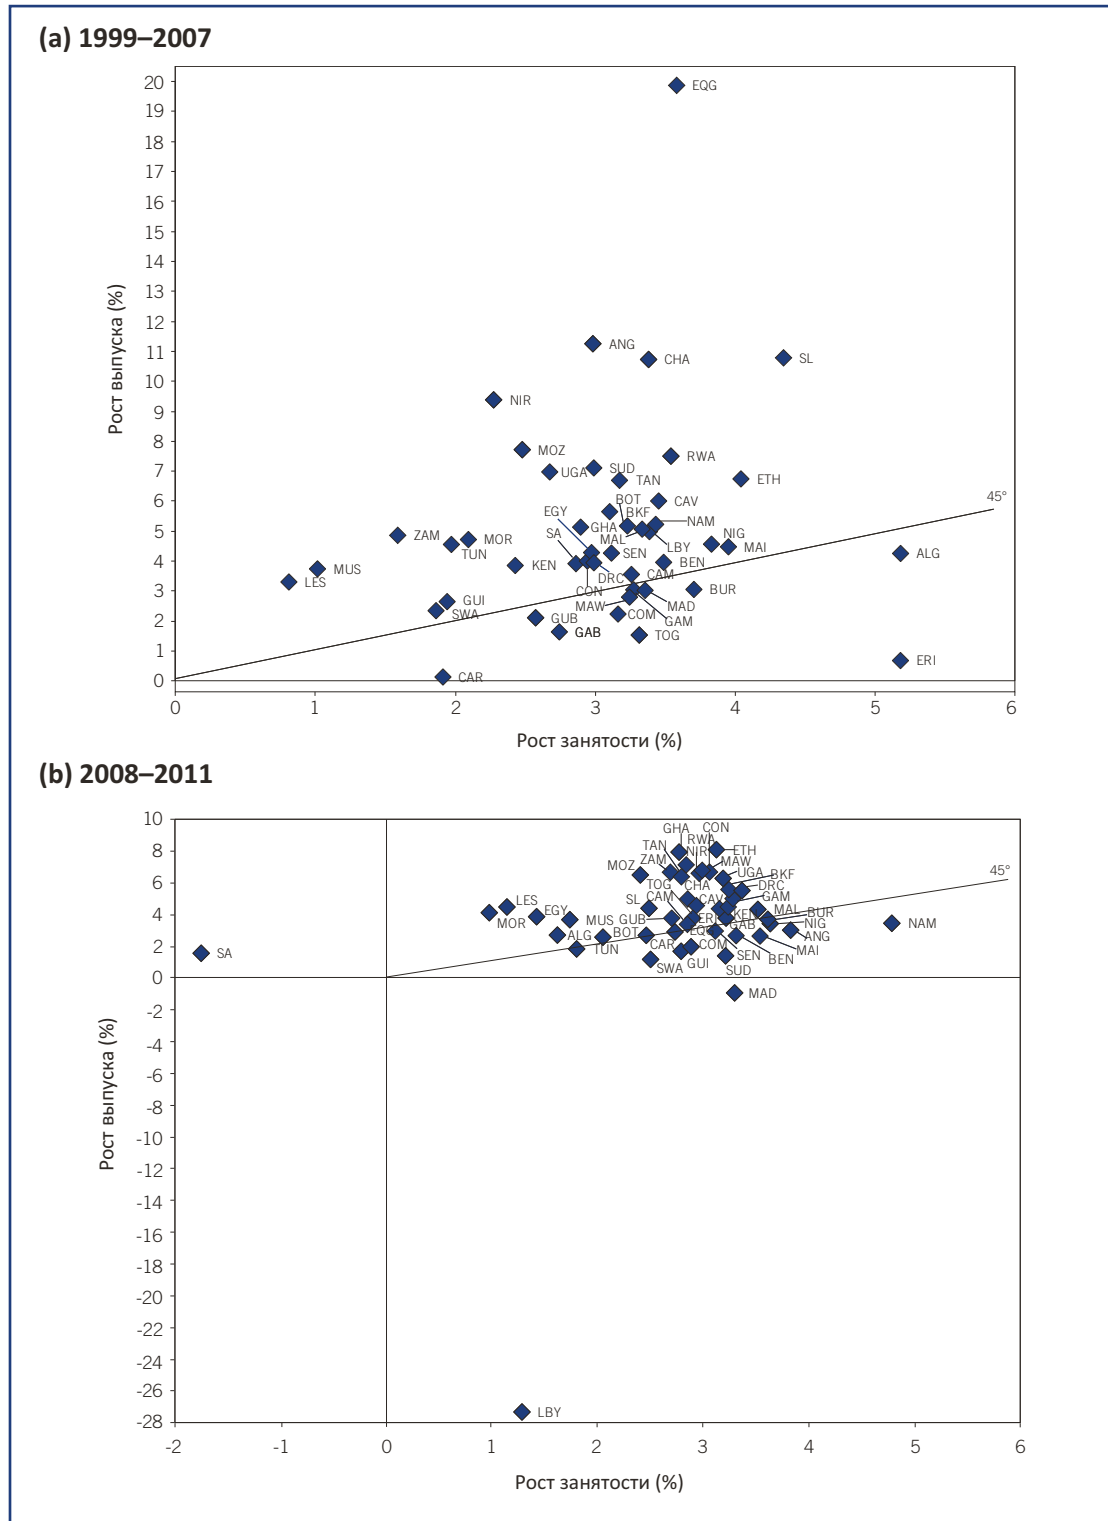 (a) 1999–2007
20
19
18
17
16
15
14
13
12
11
10
9
8
7
6
5
4
3
2
1
0
Рост выпуска (%)
EQG
ANG
CHA
SL
NIR
MOZ
UGA
SUD
TAN
RWA
ETH
BOT
CAV
EGY
BKF
NAM
SA
GHA
MAL
NIG
LBY
MAI
ZAM
MOR
TUN
KEN
SEN
BEN
ALG
45°
LES
MUS
DRC
CAM
CON
GUI
SWA
MAW
MAD
BUR
GUB
COM
GAM
GAB
TOG
ERI
CAR
0 1 2 3 4 5 6
Рост занятости (%)
(b) 2008–2011
10
8
6
4
2
0
-2
-4
-6
-8
-10
-12
-14
-16
-18
-20
-22
-24
-26
-28
Рост выпуска (%)
GHA
CON
RWA
TAN
NIR
ETH
ZAM
MAW
MOZ
UGA
BKF
TOG
CHA
DRC
45°
LES
SL
CAM
CAV
GAM
MOR
EGY
MUS
GUB
ERI
KEN
MAL
BUR
GAB
NIG
NAM
ALG
BOT
EQG
ANG
SA
TUN
CAR
COM
SEN
MAI
SWA
GUI
BEN
SUD
MAD
LBY
-2 -1 0 1 2 3 4 5 6
Рост занятости (%)